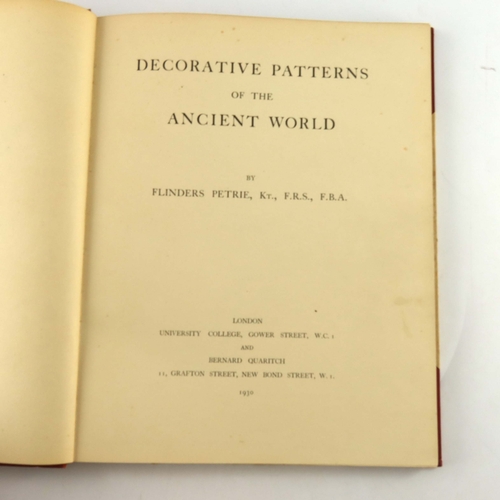 DECORATIVE PATTERNS
OF THE
ANCIENT WORLD
BY
FLINDERS PETRIE, KT., F.R.S., F.B.A.
LONDON
UNIVERSITY COLLEGE, GOWER STREET, W.C. 1
AND
BERNARD QUARITCH
11, GRAFTON STREET, NEW BOND STREET, W. 1.
1930